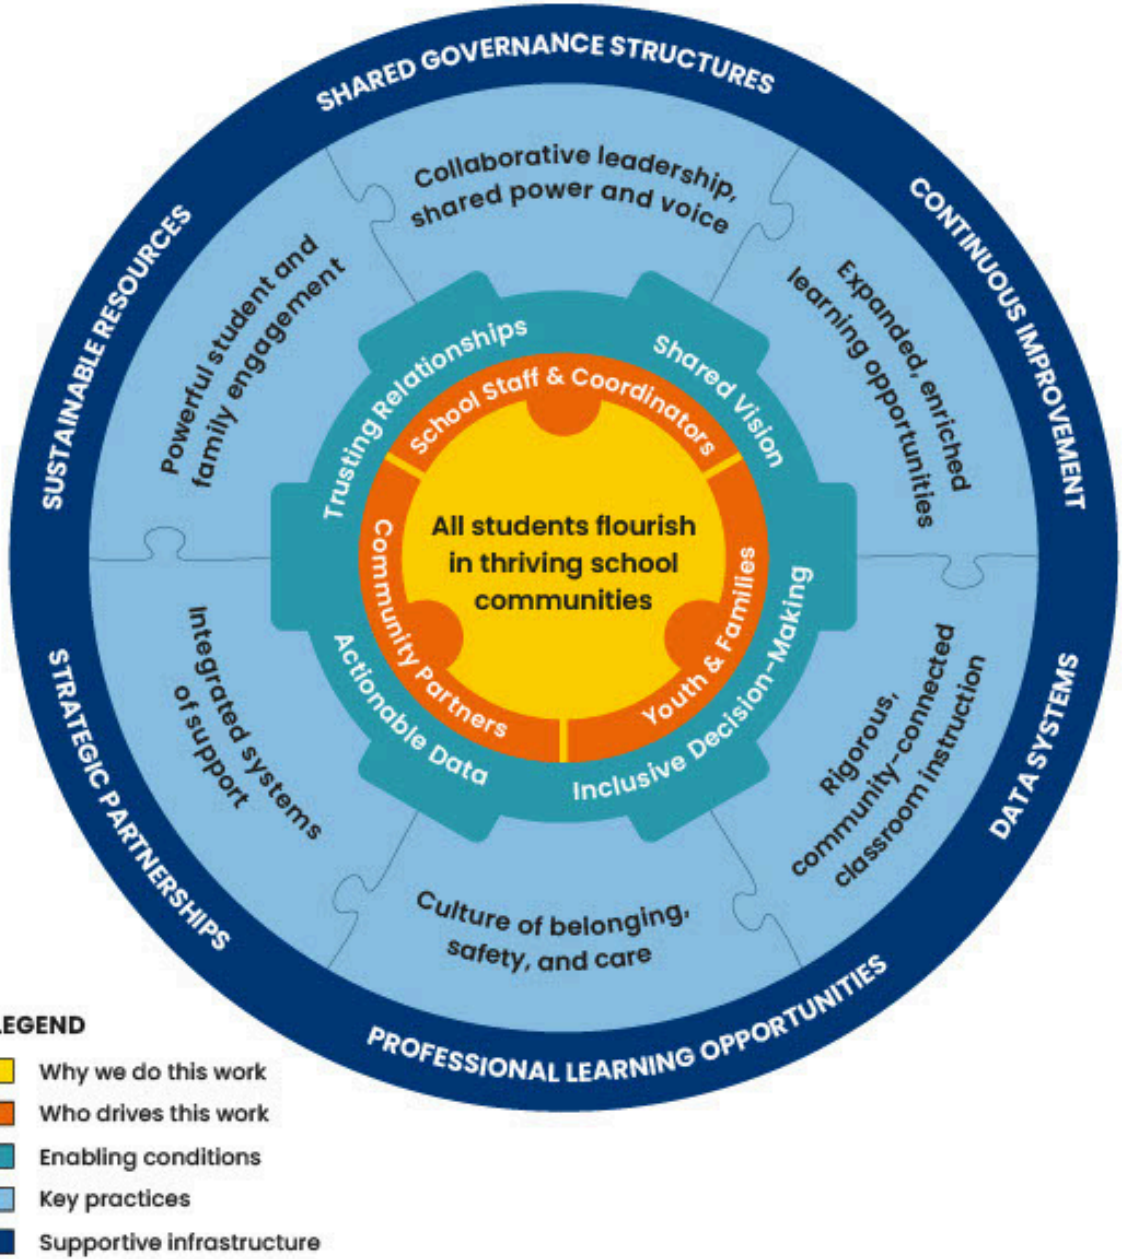 SHARED GOVERNANCE STRUCTURES
CONTINUOUS IMPROVEMENT
DATA SYSTEMS
PROFESSIONAL LEARNING OPPORTUNITIES
STRATEGIC PARTNERSHIPS
SUSTAINABLE RESOURCES
Collaborative leadership,
shared power and voice
Expanded, enriched
learning opportunities
Rigorous,
community-connected
classroom instruction
Culture of belonging,
safety, and care
Integrated systems
of support
Powerful student and
family engagement
Trusting Relationships
Shared Vision
Inclusive Decision-Making
Actionable Data
School Staff & Coordinators
Youth & Families
Community Partners
All students flourish
in thriving school
communities
LEGEND
Why we do this work
Who drives this work
Enabling conditions
Key practices
Supportive infrastructure